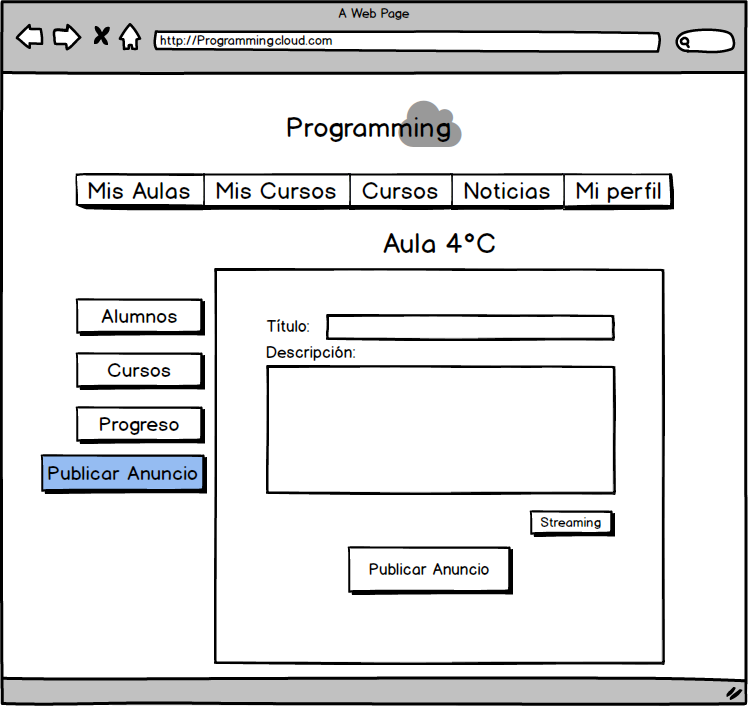 A Web Page
http://Programmingcloud.com
Programming
Mis Aulas Mis Cursos Cursos Noticias Mi perfil
Aula 4°C
Alumnos
Cursos
Progreso
Publicar Anuncio
Título:
Descripción:
Streaming
Publicar Anuncio